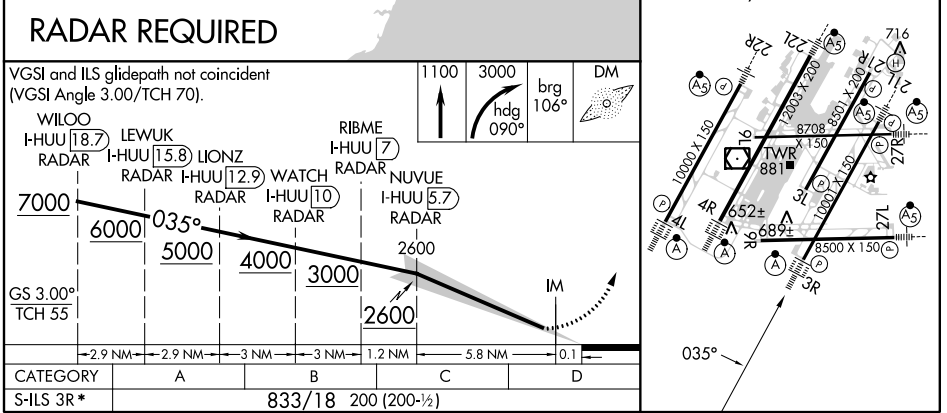 RADAR REQUIRED
VGSI and ILS glidepath not coincident
(VGSI Angle 3.00/TCH 70).
1100
3000
hdg
090°
brg
106°
DM
WILOO
I-HUU 18.7
RADAR
LEWUK
I-HUU 15.8
RADAR
LIONZ
I-HUU 12.9
RADAR
WATCH
I-HUU 10
RADAR
RIBME
I-HUU 7
RADAR
NUVUE
I-HUU 5.7
RADAR
7000
6000
035°
5000
4000
3000
2600
2600
IM
GS 3.00°
TCH 55
2.9 NM
2.9 NM
3 NM
3 NM
1.2 NM
5.8 NM
0.1
CATEGORY A B C D
S-ILS 3R* 833/18 200 (200-½)
22R
22L
A5
716
H
21R
21L
A5
P
P
A5
P
A5
10000 X 150
12003 X 200
8501 X 200
9L
8708
X 150
P
27R
TWR
881
10001 X 150
3L
P
P
4L
A
4R
652±
A
689±
9R
8500 X 150
27L
A5
P
A
P
3R
035°